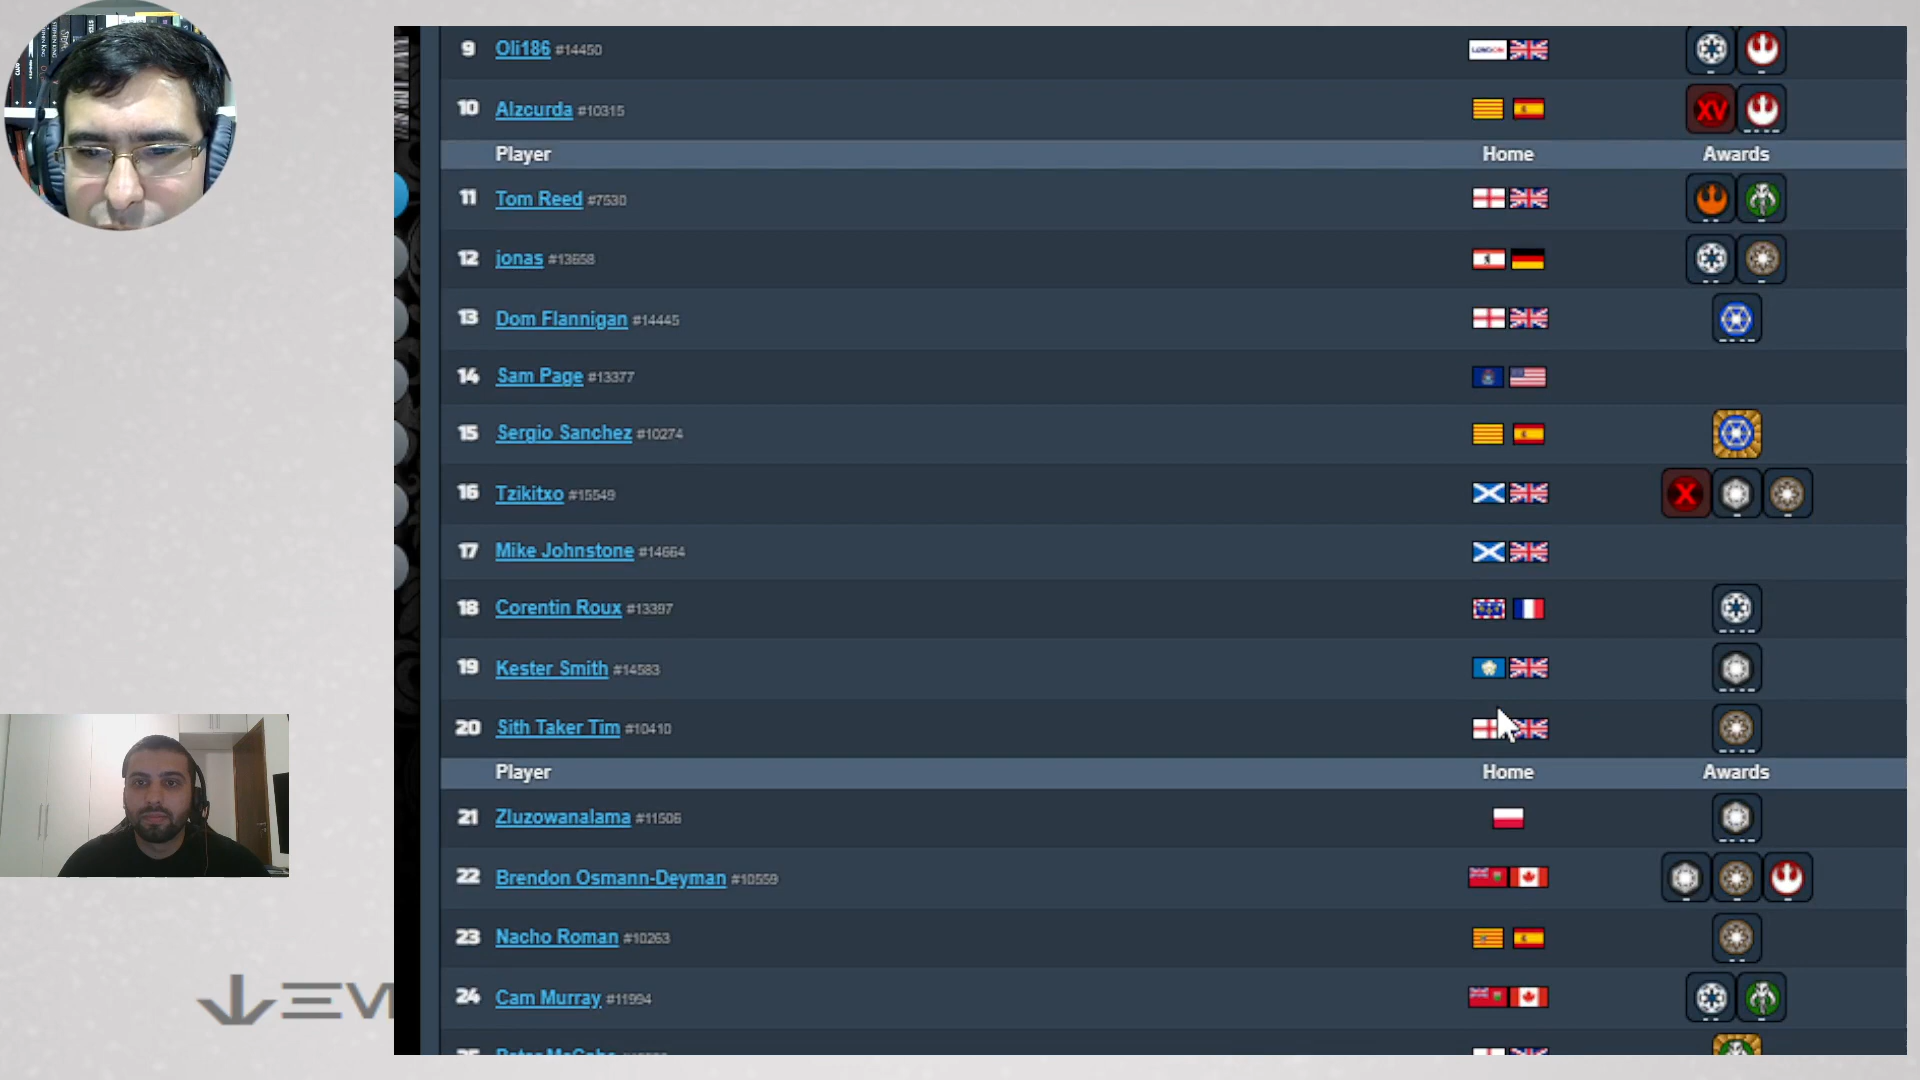 9 Oli186 #14450 LONDON
10 Alzcurda #10315 XV
Player Home Awards
11 Tom Reed #7530
12 jonas #13658
13 Dom Flannigan #14445
14 Sam Page #13377
15 Sergio Sanchez #10274
16 Tzikitxo #15549 X
17 Mike Johnstone #14664
18 Corentin Roux #13397
19 Kester Smith #14583
20 Sith Taker Tim #10410
Player Home Awards
21 Zluzowanalama #11506
22 Brendon Osmann-Deyman #10559
23 Nacho Roman #10263
24 Cam Murray #11994